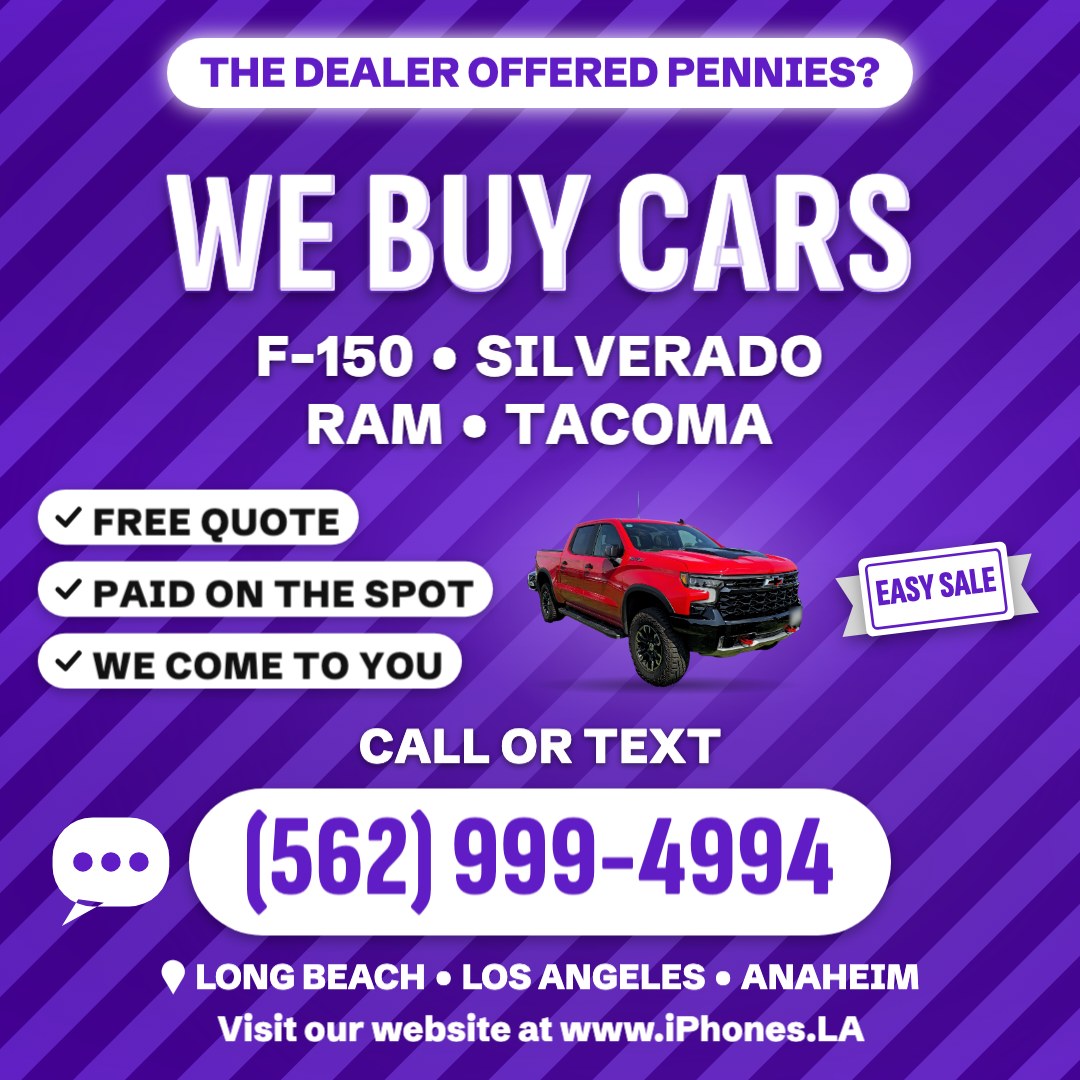 THE DEALER OFFERED PENNIES?
WE BUY CARS
F-150 • SILVERADO
RAM • TACOMA
✓ FREE QUOTE
✓ PAID ON THE SPOT
✓ WE COME TO YOU
EASY SALE
CALL OR TEXT
(562) 999-4994
LONG BEACH • LOS ANGELES • ANAHEIM
Visit our website at www.iPhones.LA